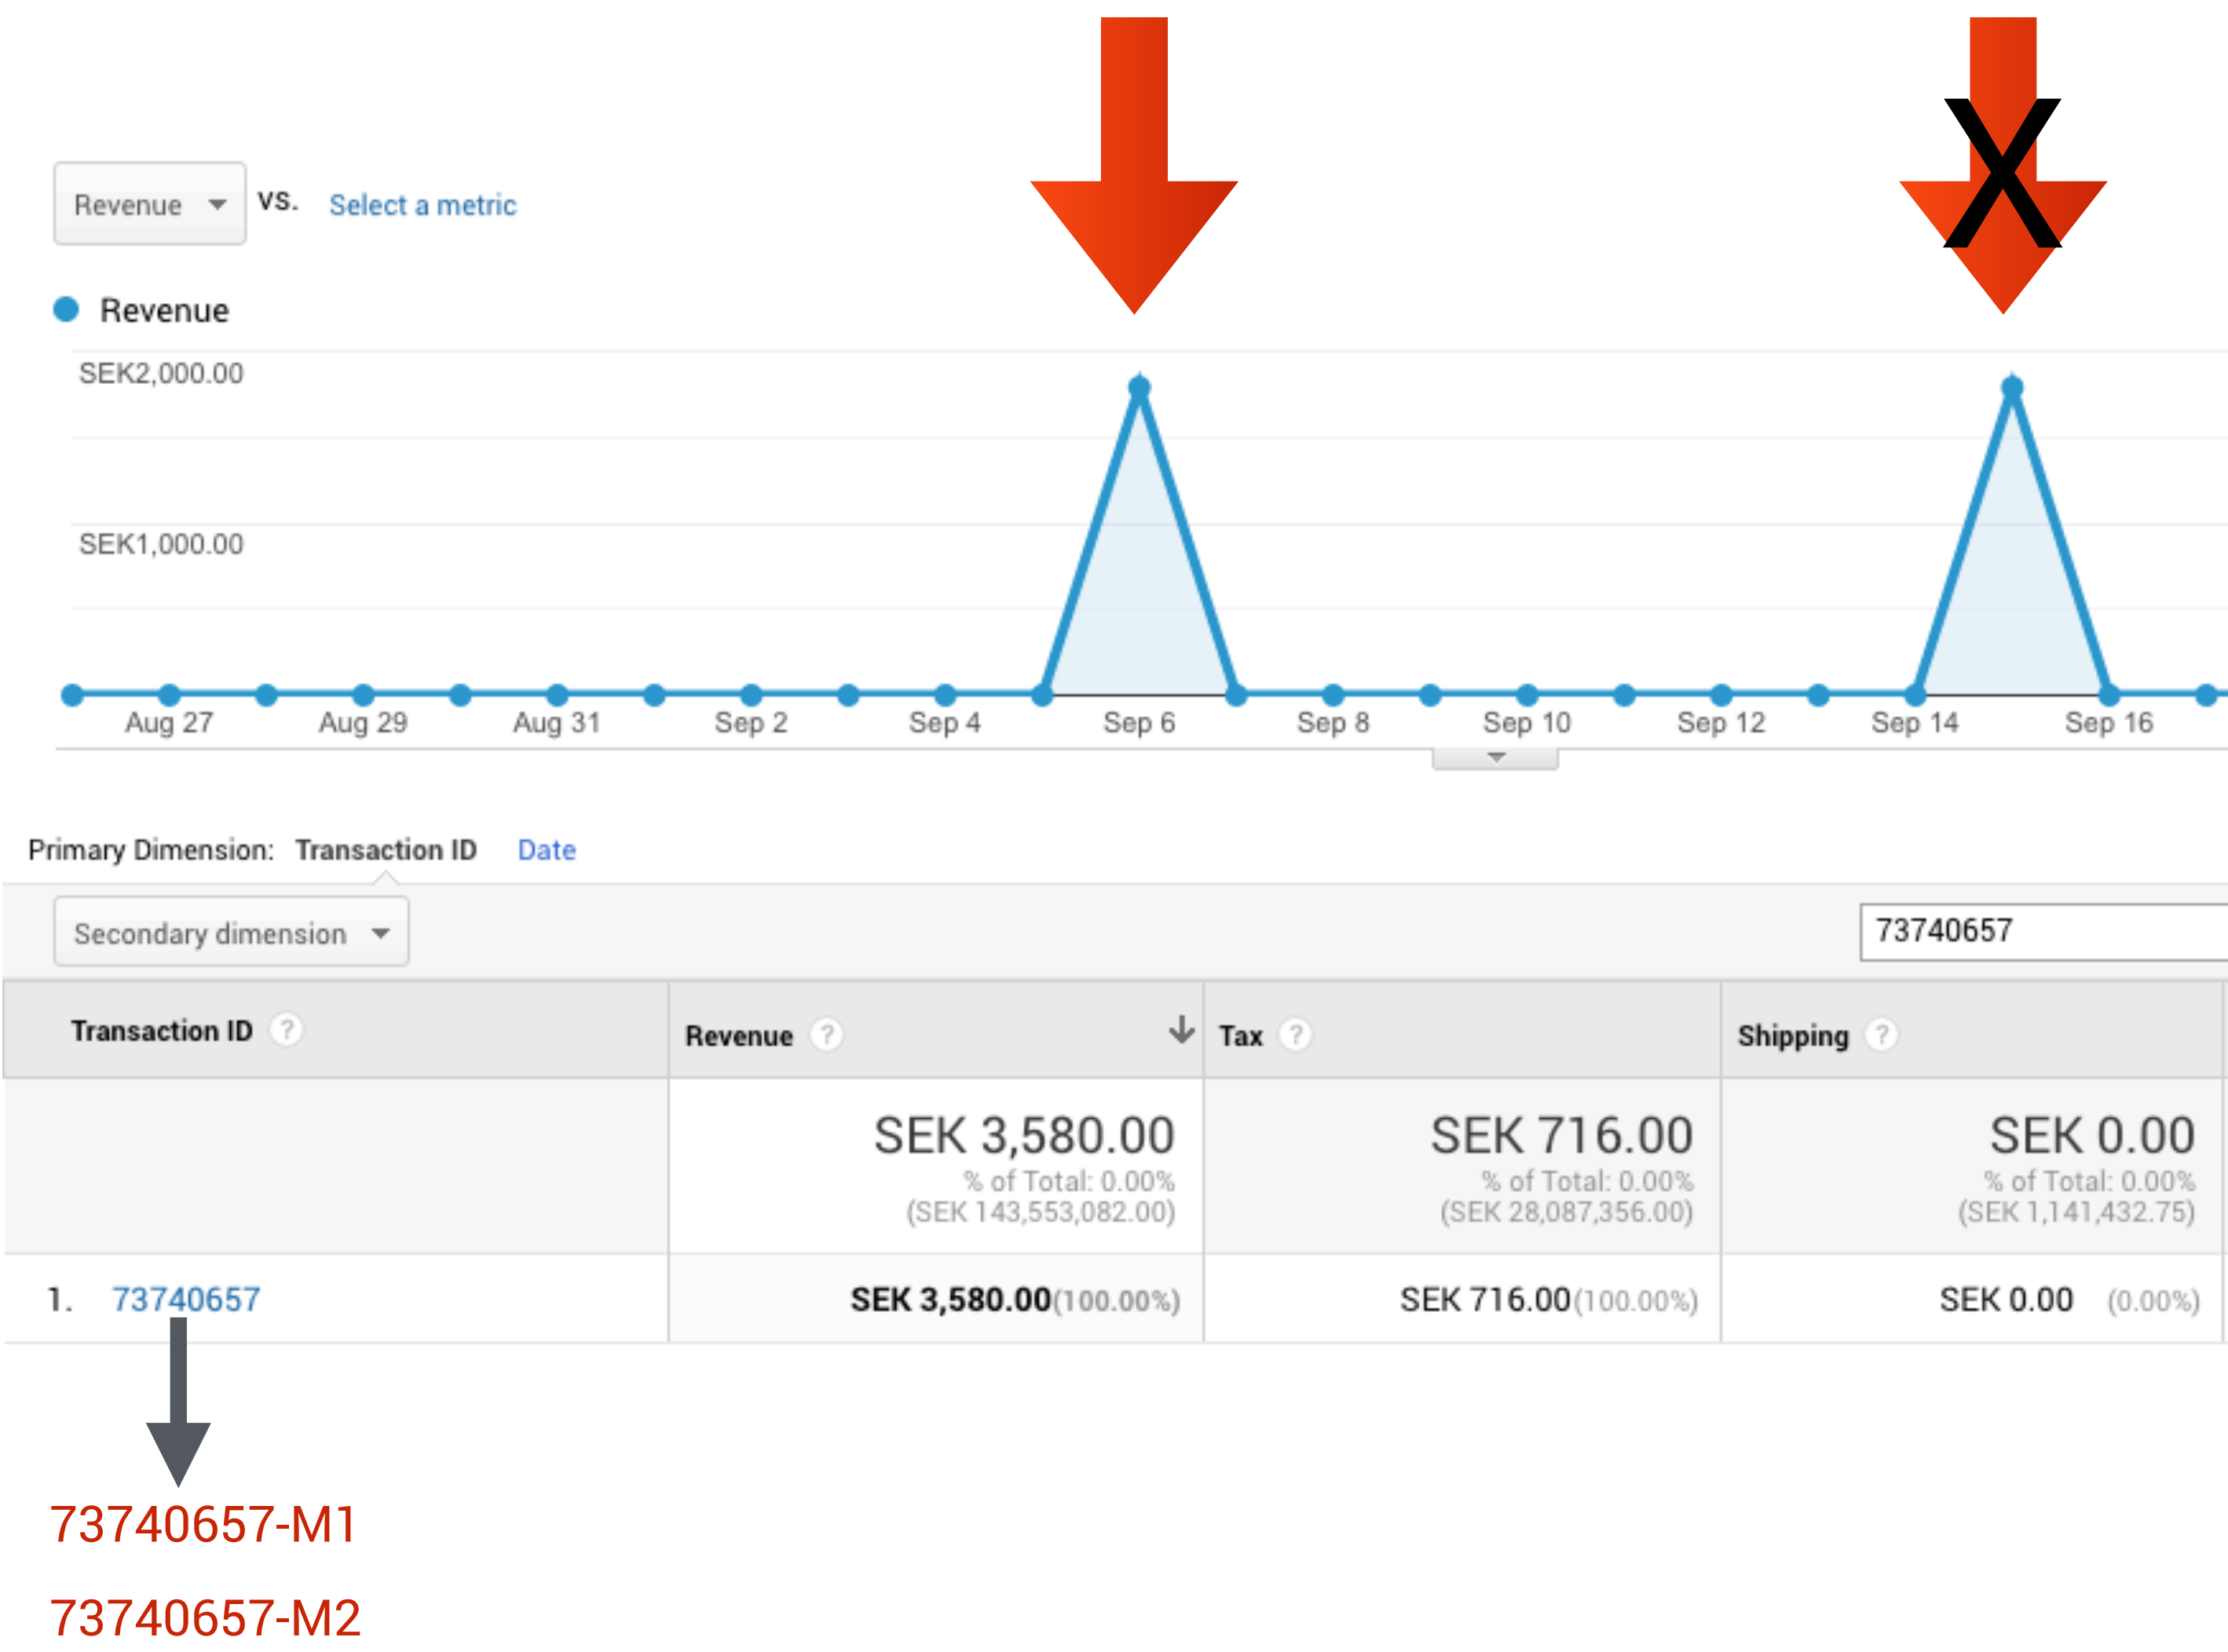 X
Revenue VS. Select a metric
Revenue
SEK2,000.00
SEK1,000.00
Aug 27 Aug 29 Aug 31 Sep 2 Sep 4 Sep 6 Sep 8 Sep 10 Sep 12 Sep 14 Sep 16
Primary Dimension: Transaction ID Date
Secondary dimension 73740657
Transaction ID ? Revenue ? Tax ? Shipping ?
SEK 3,580.00 SEK 716.00 SEK 0.00
% of Total: 0.00% % of Total: 0.00% % of Total: 0.00%
(SEK 143,553,082.00) (SEK 28,087,356.00) (SEK 1,141,432.75)
1. 73740657 SEK 3,580.00(100.00%) SEK 716.00(100.00%) SEK 0.00 (0.00%)
73740657-M1
73740657-M2